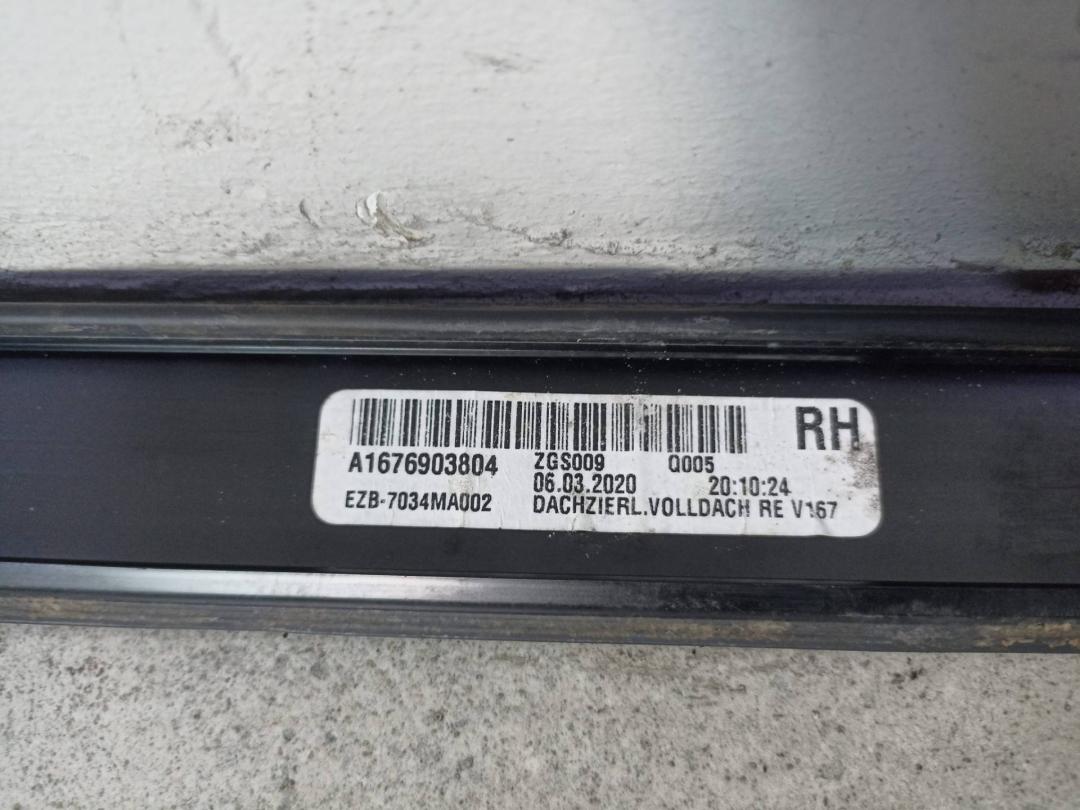 RH
A1676903804 ZGS009 Q005
06.03.2020 20:10:24
EZB-7034MA002 DACHZIERL.VOLLDACH RE V167